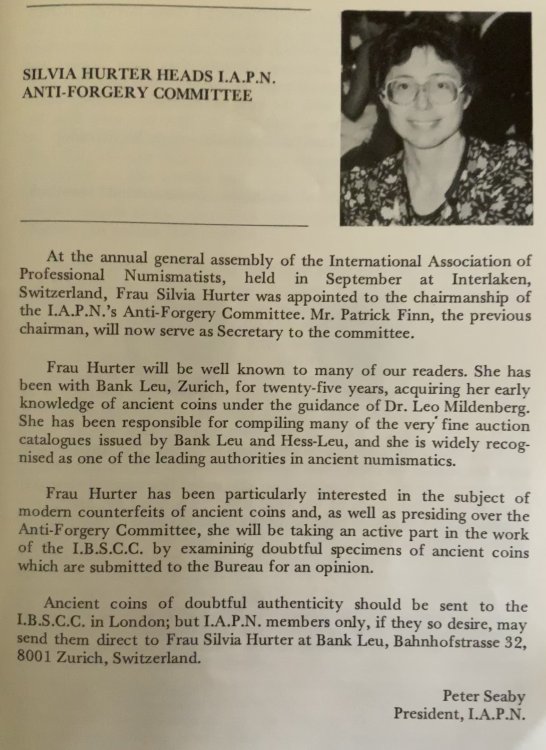 SILVIA HURTER HEADS I.A.P.N.
ANTI-FORGERY COMMITTEE
At the annual general assembly of the International Association of
Professional Numismatists, held in September at Interlaken,
Switzerland, Frau Silvia Hurter was appointed to the chairmanship of
the I.A.P.N.'s Anti-Forgery Committee. Mr. Patrick Finn, the previous
chairman, will now serve as Secretary to the committee.
Frau Hurter will be well known to many of our readers. She has
been with Bank Leu, Zurich, for twenty-five years, acquiring her early
knowledge of ancient coins under the guidance of Dr. Leo Mildenberg.
She has been responsible for compiling many of the very fine auction
catalogues issued by Bank Leu and Hess-Leu, and she is widely recog-
nised as one of the leading authorities in ancient numismatics.
Frau Hurter has been particularly interested in the subject of
modern counterfeits of ancient coins and, as well as presiding over the
Anti-Forgery Committee, she will be taking an active part in the work
of the I.B.S.C.C. by examining doubtful specimens of ancient coins
which are submitted to the Bureau for an opinion.
Ancient coins of doubtful authenticity should be sent to the
I.B.S.C.C. in London; but I.A.P.N. members only, if they so desire, may
send them direct to Frau Silvia Hurter at Bank Leu, Bahnhofstrasse 32,
8001 Zurich, Switzerland.
Peter Seaby
President, I.A.P.N.